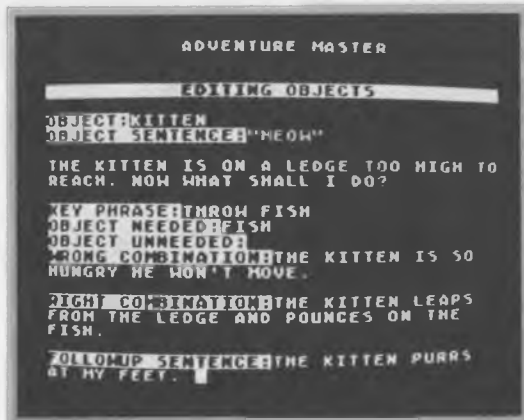 ADVENTURE MASTER
EDITING OBJECTS
OBJECT:KITTEN
OBJECT SENTENCE:"MEOW"
THE KITTEN IS ON A LEDGE TOO HIGH TO
REACH. NOW WHAT SHALL I DO?
KEY PHRASE:THROW FISH
OBJECT NEEDED:FISH
OBJECT UNNEEDED:
WRONG COMBINATION:THE KITTEN IS SO
HUNGRY HE WON'T MOVE.
RIGHT COMBINATION:THE KITTEN LEAPS
FROM THE LEDGE AND POUNCES ON THE
FISH.
FOLLOWUP SENTENCE:THE KITTEN PURRS
AT MY FEET.